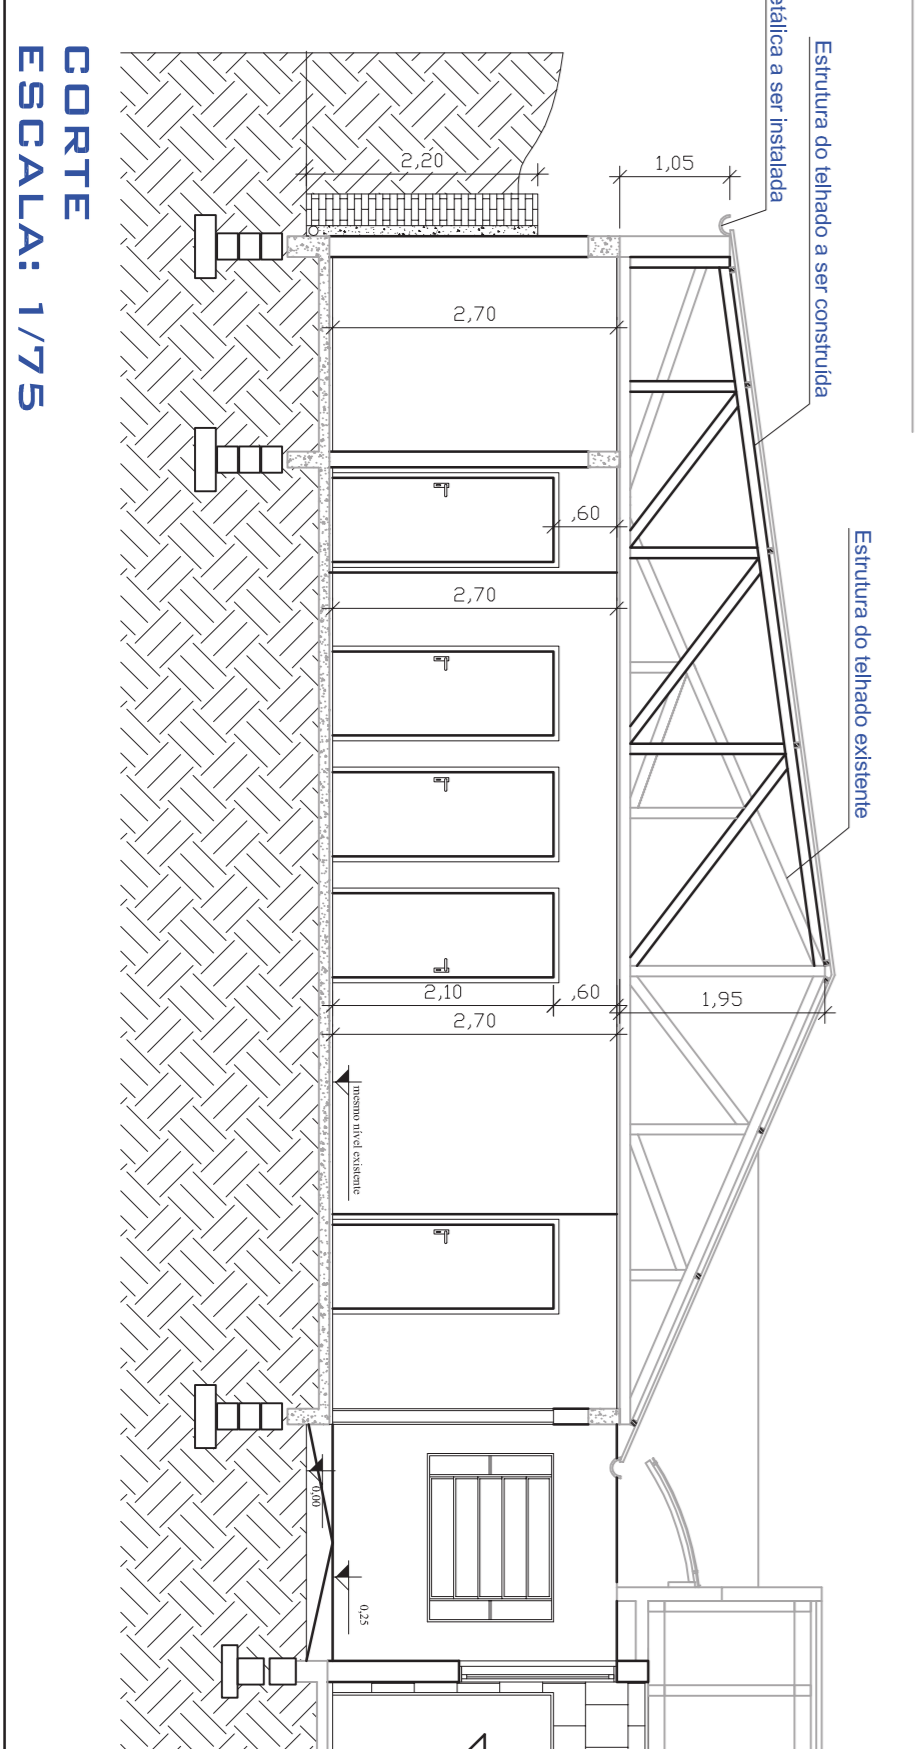 etálica a ser instalada
Estrutura do telhado a ser construída
Estrutura do telhado existente
1,05
2,20
2,70
,60
2,70
1,95
2,10
,60
2,70
mesmo nível existente
0,00
0,25
CORTE
ESCALA: 1/75